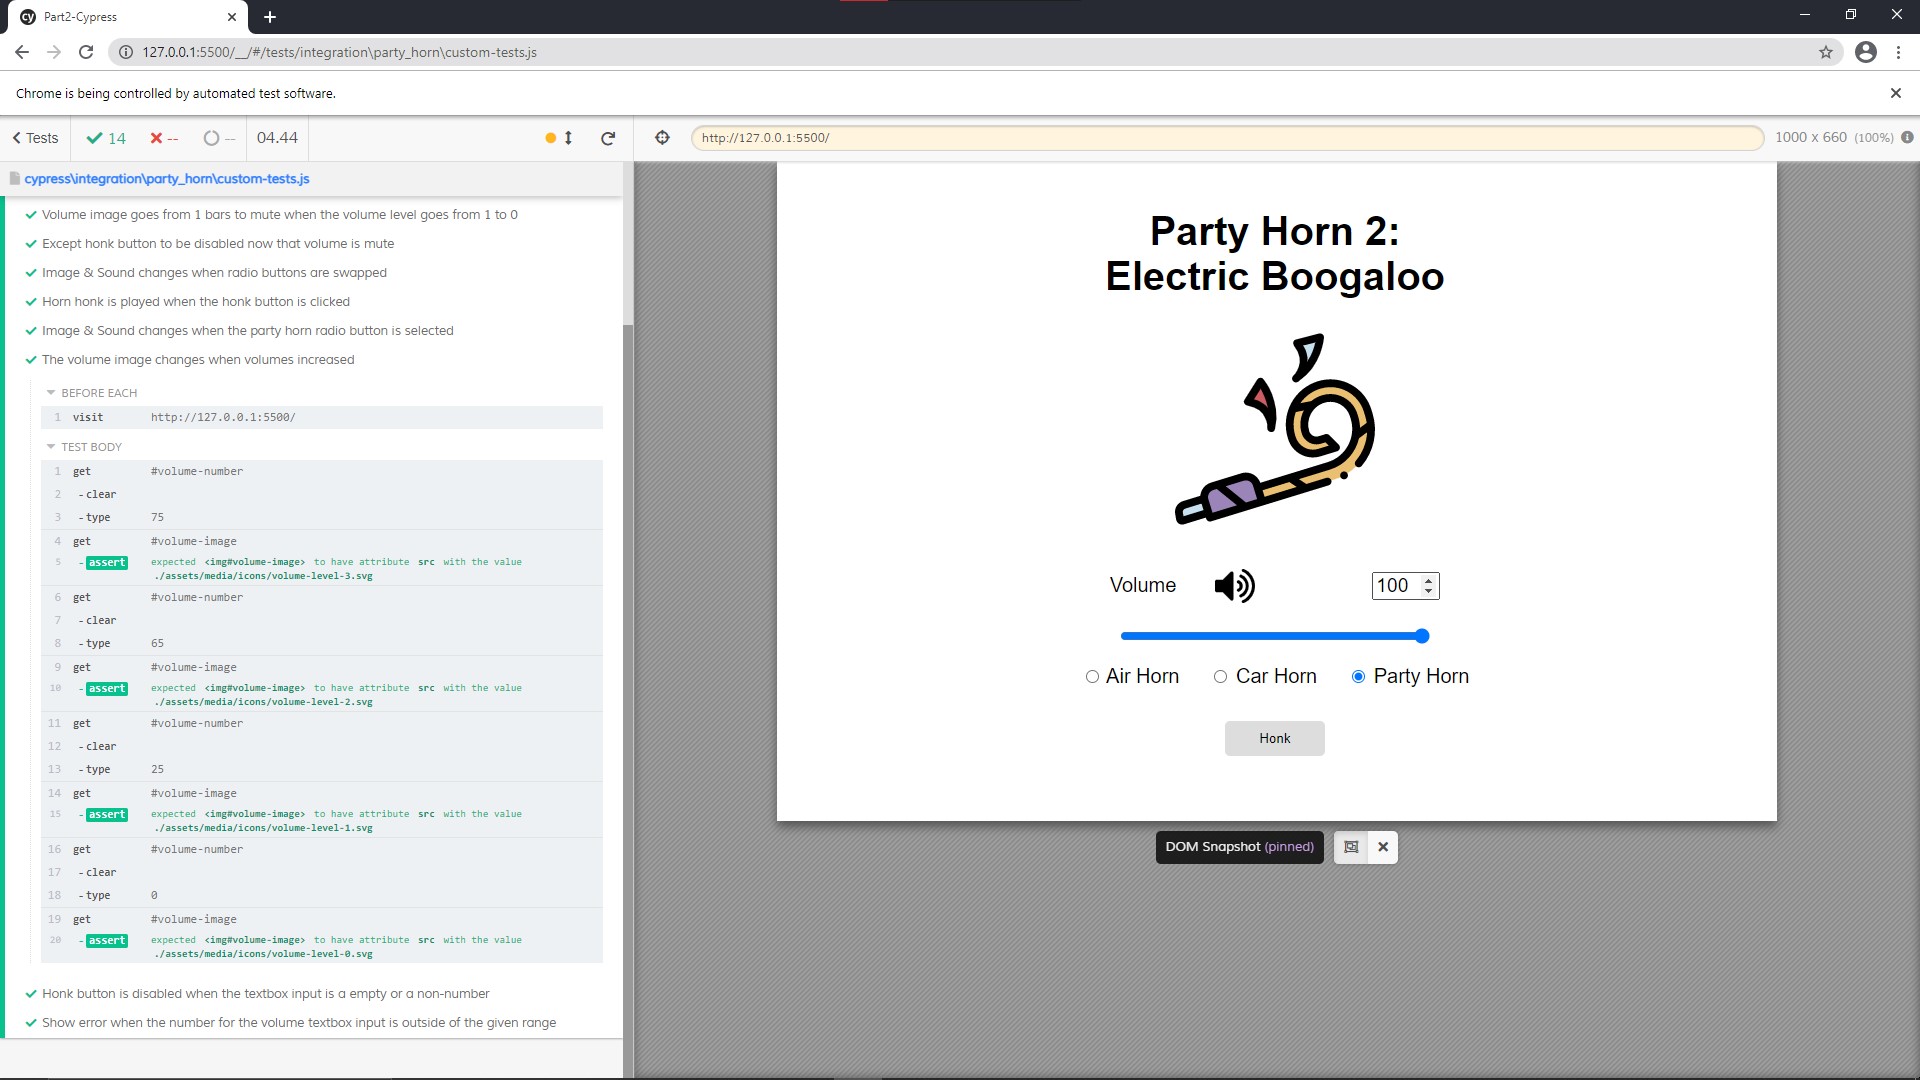 Part2-Cypress
127.0.0.1:5500/__/#/tests/integration\party_horn\custom-tests.js
Chrome is being controlled by automated test software.
Tests
14
--
--
04.44
http://127.0.0.1:5500/
1000 x 660 (100%)
cypress\integration\party_horn\custom-tests.js
Volume image goes from 1 bars to mute when the volume level goes from 1 to 0
Except honk button to be disabled now that volume is mute
Image & Sound changes when radio buttons are swapped
Horn honk is played when the honk button is clicked
Image & Sound changes when the party horn radio button is selected
The volume image changes when volumes increased
BEFORE EACH
1 visit http://127.0.0.1:5500/
TEST BODY
1 get #volume-number
2 -clear
3 -type 75
4 get #volume-image
5 -assert expected <img#volume-image> to have attribute src with the value
./assets/media/icons/volume-level-3.svg
6 get #volume-number
7 -clear
8 -type 65
9 get #volume-image
10 -assert expected <img#volume-image> to have attribute src with the value
./assets/media/icons/volume-level-2.svg
11 get #volume-number
12 -clear
13 -type 25
14 get #volume-image
15 -assert expected <img#volume-image> to have attribute src with the value
./assets/media/icons/volume-level-1.svg
16 get #volume-number
17 -clear
18 -type 0
19 get #volume-image
20 -assert expected <img#volume-image> to have attribute src with the value
./assets/media/icons/volume-level-0.svg
Honk button is disabled when the textbox input is a empty or a non-number
Show error when the number for the volume textbox input is outside of the given range
Party Horn 2:
Electric Boogaloo
Volume
100
Air Horn
Car Horn
Party Horn
Honk
DOM Snapshot (pinned)